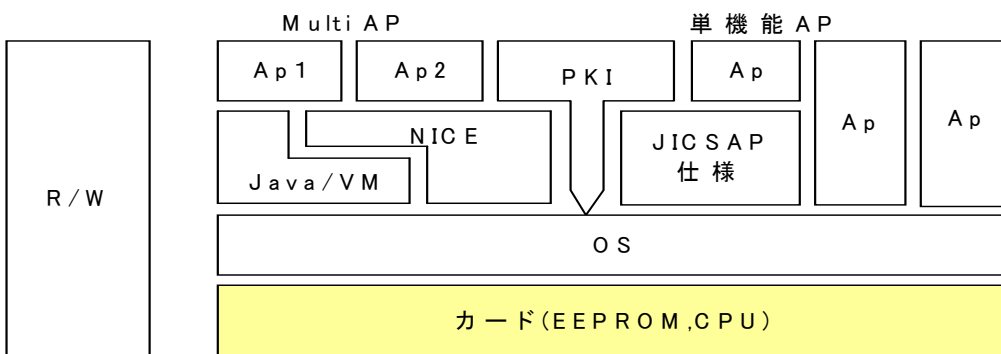 Multi AP
単機能AP
Ap1
Ap2
PKI
Ap
Ap
Ap
NICE
JICSAP
仕様
Java/VM
R/W
OS
カード(EEPROM,CPU)